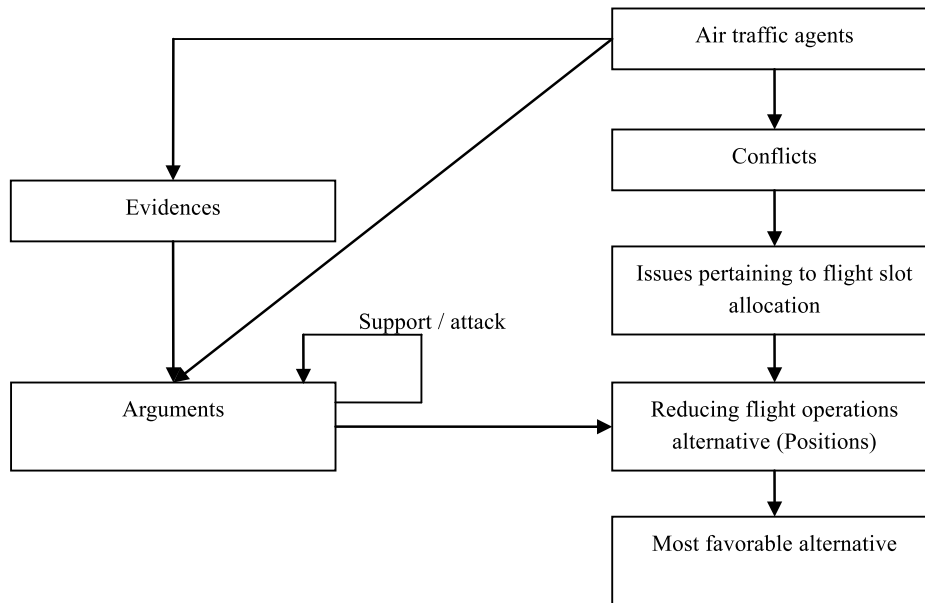 Air traffic agents
Conflicts
Evidences
Issues pertaining to flight slot
allocation
Support / attack
Arguments
Reducing flight operations
alternative (Positions)
Most favorable alternative